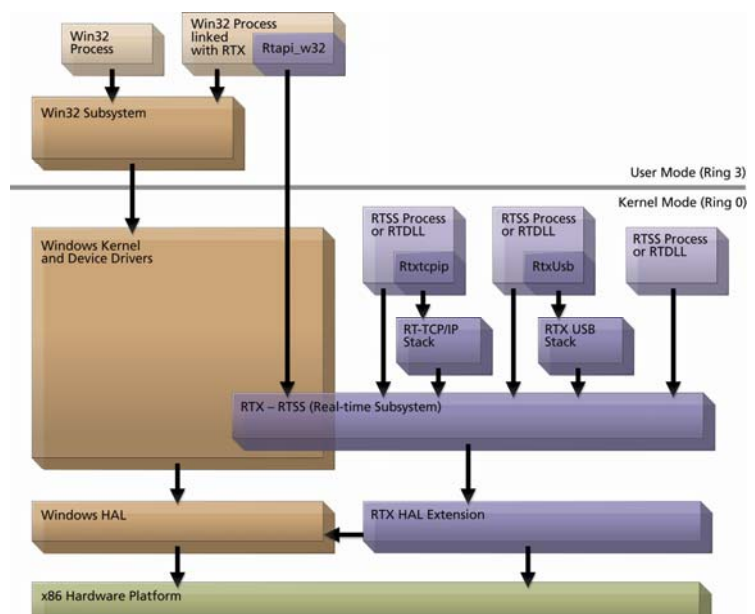 Win32
Process
Win32 Process
linked
with RTX
Rtapi_w32
Win32 Subsystem
User Mode (Ring 3)
Kernel Mode (Ring 0)
Windows Kernel
and Device Drivers
RTSS Process
or RTDLL
Rtxtcpip
RTSS Process
or RTDLL
RtxUsb
RTSS Process
or RTDLL
RT-TCP/IP
Stack
RTX USB
Stack
RTX – RTSS (Real-time Subsystem)
Windows HAL
RTX HAL Extension
x86 Hardware Platform